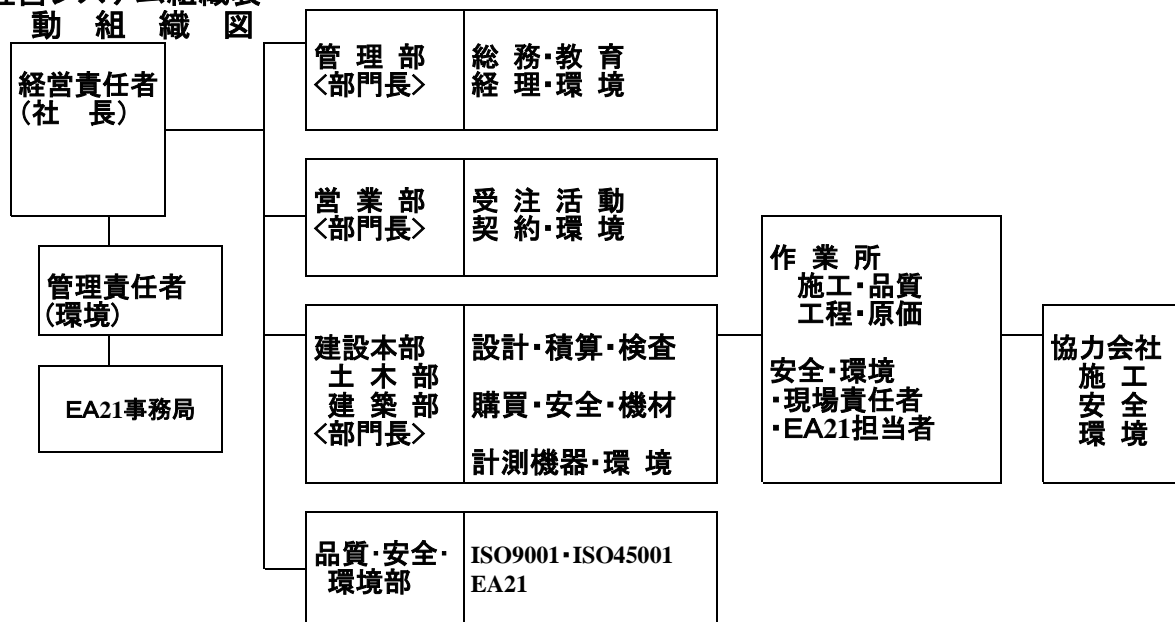 動 組 織 図
経営責任者
(社 長)
管理責任者
(環境)
EA21事務局
管 理 部
<部門長>
総 務・教 育
経 理・環 境
営 業 部
<部門長>
受 注 活 動
契 約・環 境
建設本部
土 木 部
建 築 部
<部門長>
設計・積算・検査
購買・安全・機材
計測機器・環 境
品質・安全・
環境部
ISO9001・ISO45001
EA21
作 業 所
施工・品質
工程・原価
安全・環境
・現場責任者
・EA21担当者
協力会社
施 工
安 全
環 境